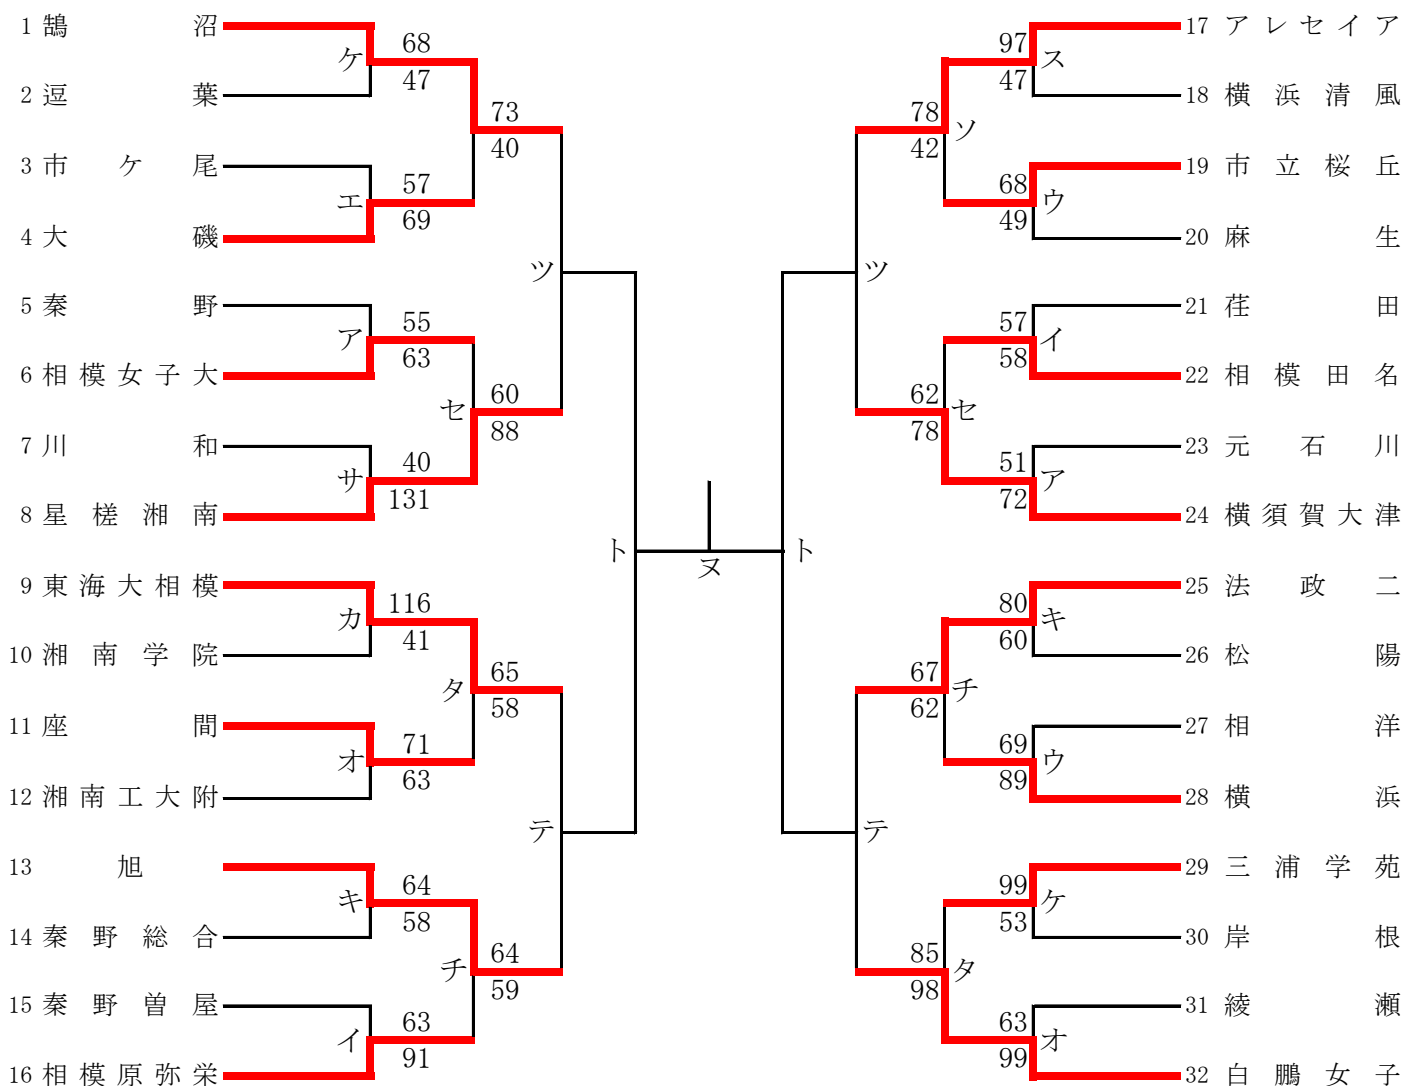 1 鵠沼
68
ケ
47
2 逗葉
73
40
3 市ケ尾
57
エ
69
4 大磯
ツ
5 秦野
55
ア
63
6 相模女子大
60
セ
88
7 川和
40
サ
131
8 星槎湘南
ト
9 東海大相模
116
カ
41
10 湘南学院
65
タ
58
11 座間
71
オ
63
12 湘南工大附
テ
13 旭
64
キ
58
14 秦野総合
64
チ
59
15 秦野曽屋
63
イ
91
16 相模原弥栄
ヌ
17 アレセイア
97
ス
47
18 横浜清風
78
ソ
42
19 市立桜丘
68
ウ
49
20 麻生
ツ
21 荏田
57
イ
58
22 相模田名
62
セ
78
23 元石川
51
ア
72
24 横須賀大津
ト
25 法政二
80
キ
60
26 松陽
67
チ
62
27 相洋
69
ウ
89
28 横浜
テ
29 三浦学苑
99
ケ
53
30 岸根
85
タ
98
31 綾瀬
63
オ
99
32 白鵬女子